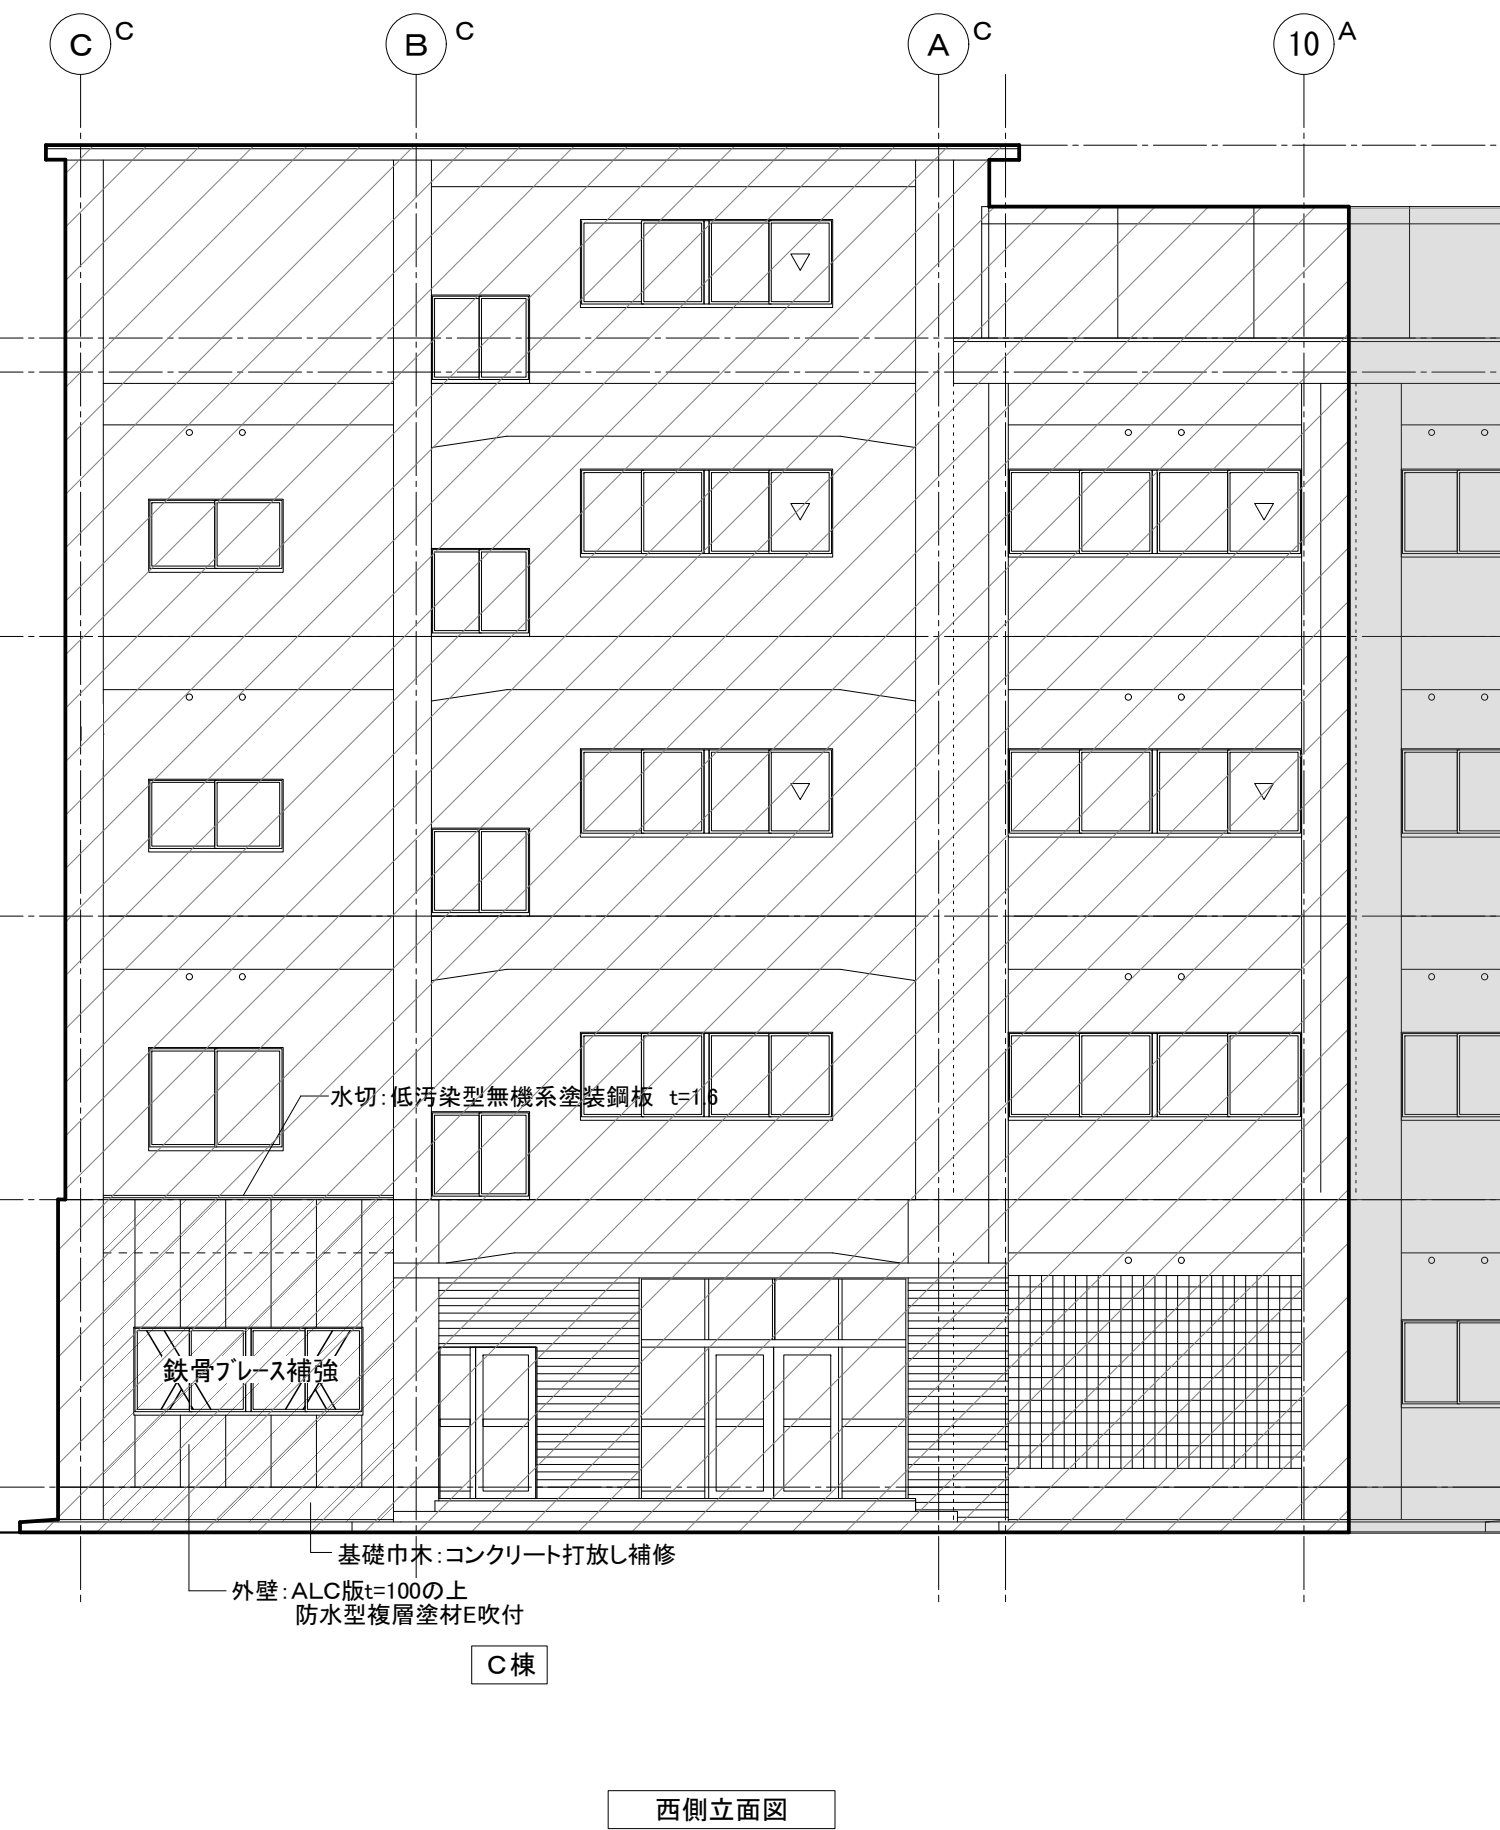 C C
B C
A C
10 A
水切:低汚染型無機系塗装鋼板 t=1.6
鉄骨ブレース補強
基礎巾木:コンクリート打放し補修
外壁:ALC版t=100の上
防水型複層塗材E吹付
C棟
西側立面図